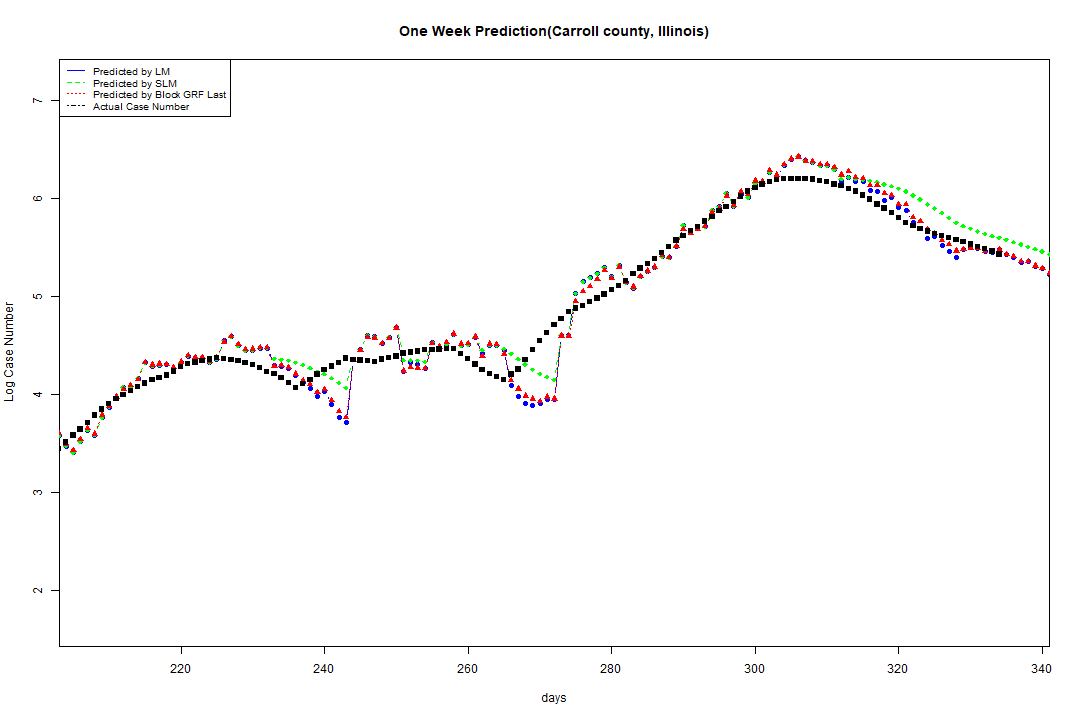 One Week Prediction(Carroll county, Illinois)
Predicted by LM
Predicted by SLM
Predicted by Block GRF Last
Actual Case Number
7
6
5
4
3
2
Log Case Number
220 240 260 280 300 320 340
days